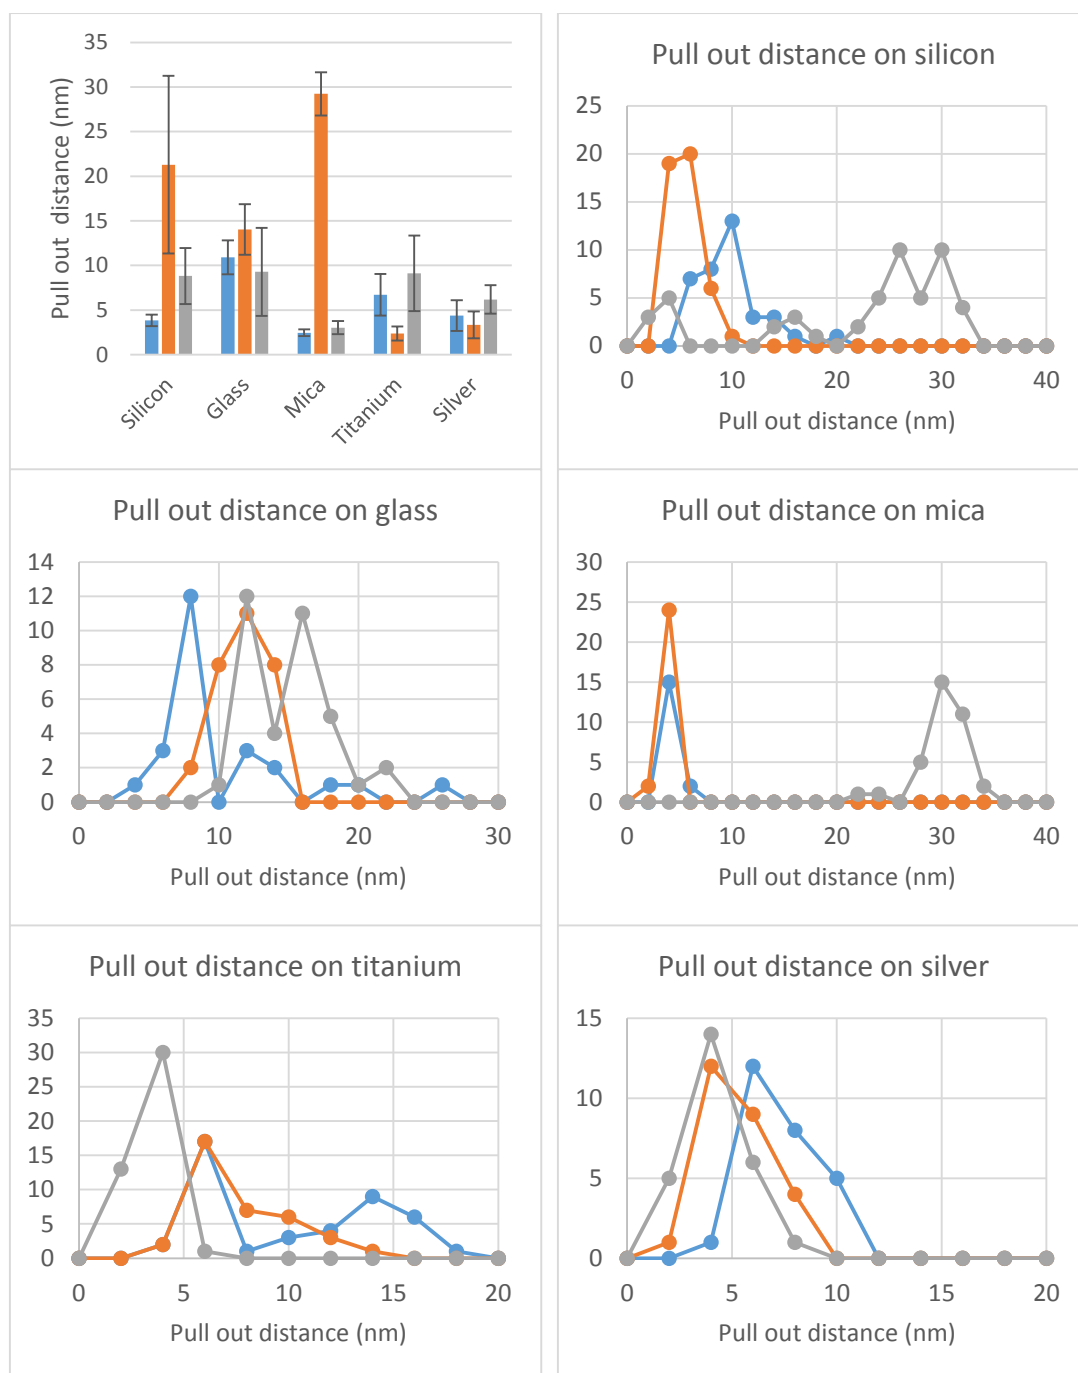 35
30
25
20
15
10
5
0
Pull out distance (nm)
Silicon
Glass
Mica
Titanium
Silver
Pull out distance on silicon
25
20
15
10
5
0
0 10 20 30 40
Pull out distance (nm)
Pull out distance on glass
14
12
10
8
6
4
2
0
0 10 20 30
Pull out distance (nm)
Pull out distance on mica
30
25
20
15
10
5
0
0 10 20 30 40
Pull out distance (nm)
Pull out distance on titanium
35
30
25
20
15
10
5
0
0 5 10 15 20
Pull out distance (nm)
Pull out distance on silver
15
10
5
0
0 5 10 15 20
Pull out distance (nm)